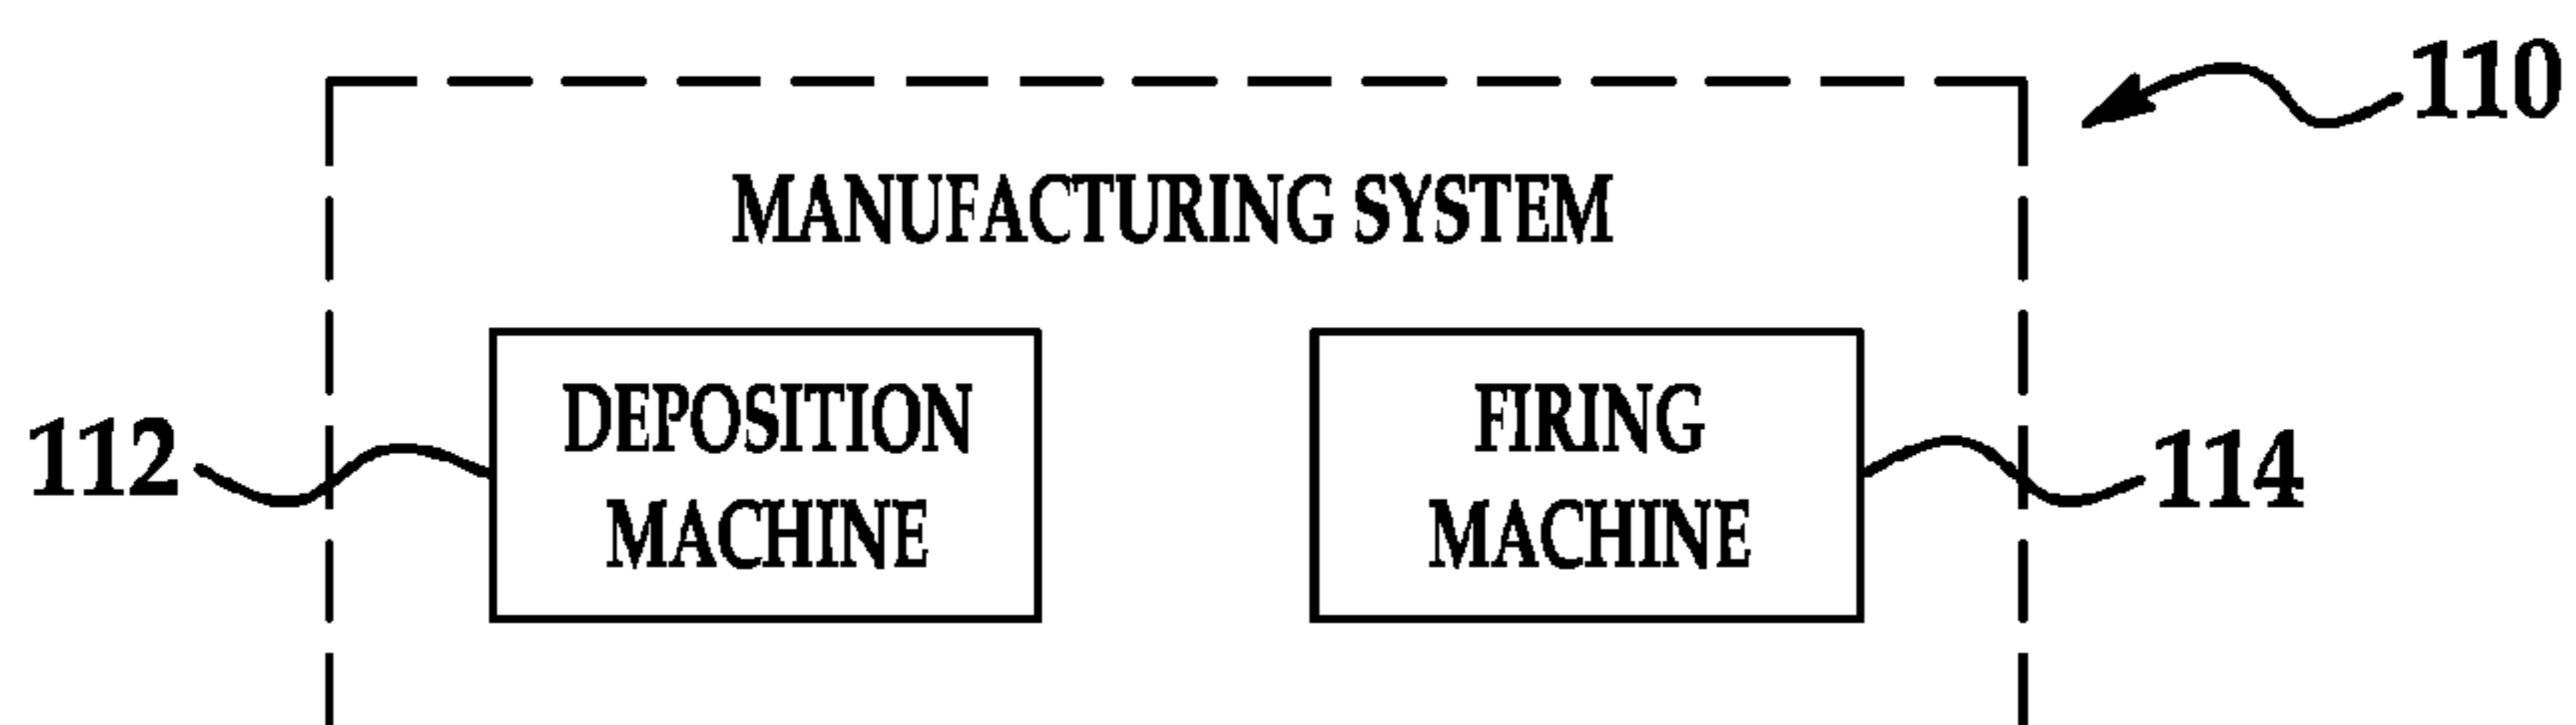 110
MANUFACTURING SYSTEM
DEPOSITION
MACHINE
FIRING
MACHINE
112
114